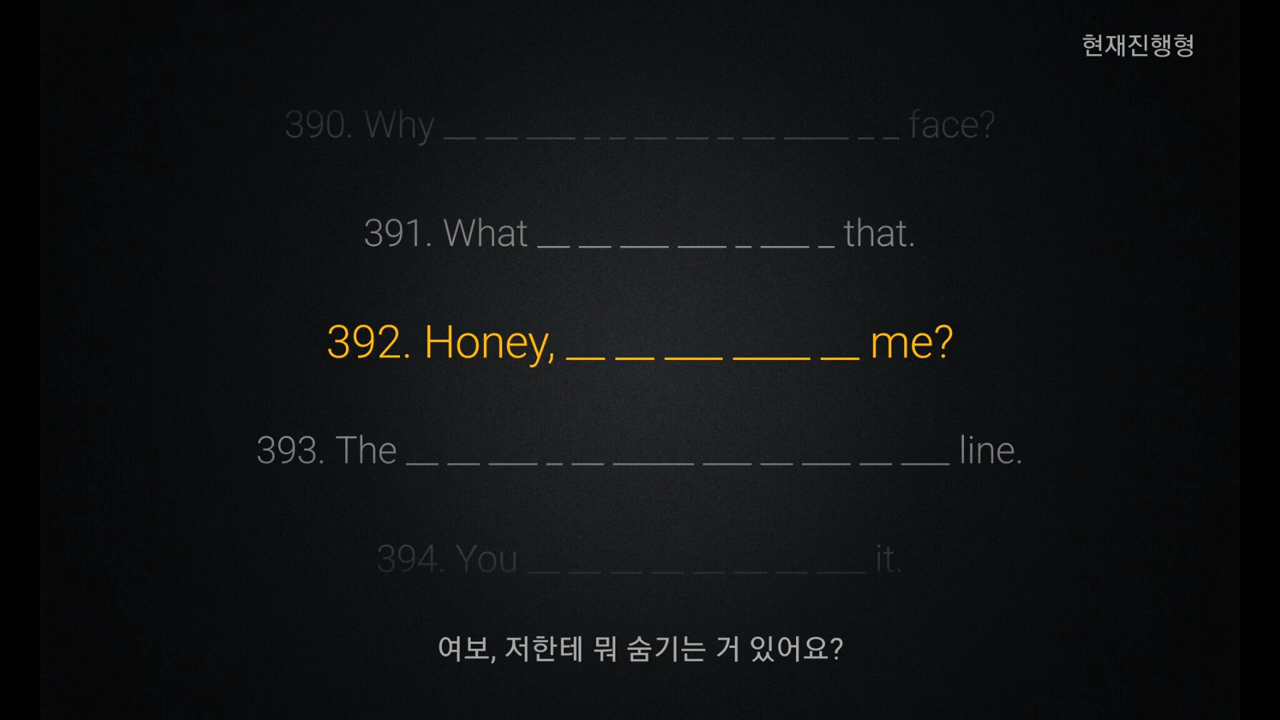 현재진행형
390. Why __ __ ___ _ _ __ __ _ __ ____ _ _ face?
391. What __ __ ___ ___ _ ___ _ that.
392. Honey, __ __ ___ ____ __ me?
393. The __ __ ___ _ __ _____ ___ __ ___ __ ___ line.
394. You __ __ __ __ __ __ ___ it.
여보, 저한테 뭐 숨기는 거 있어요?